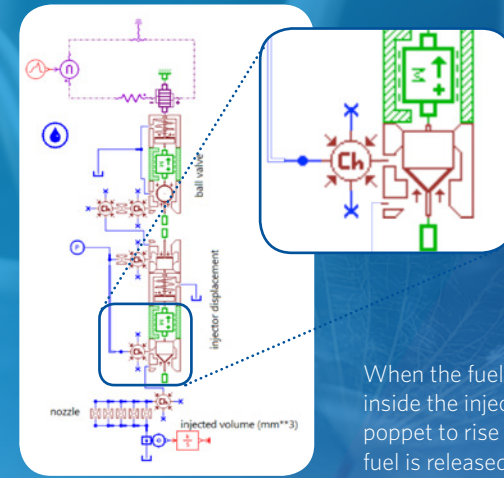 n
ball valve
P
injector displacement
nozzle
injected volume (mm**3)
M
+
Ch
When the fuel
inside the injec
poppet to rise
fuel is released